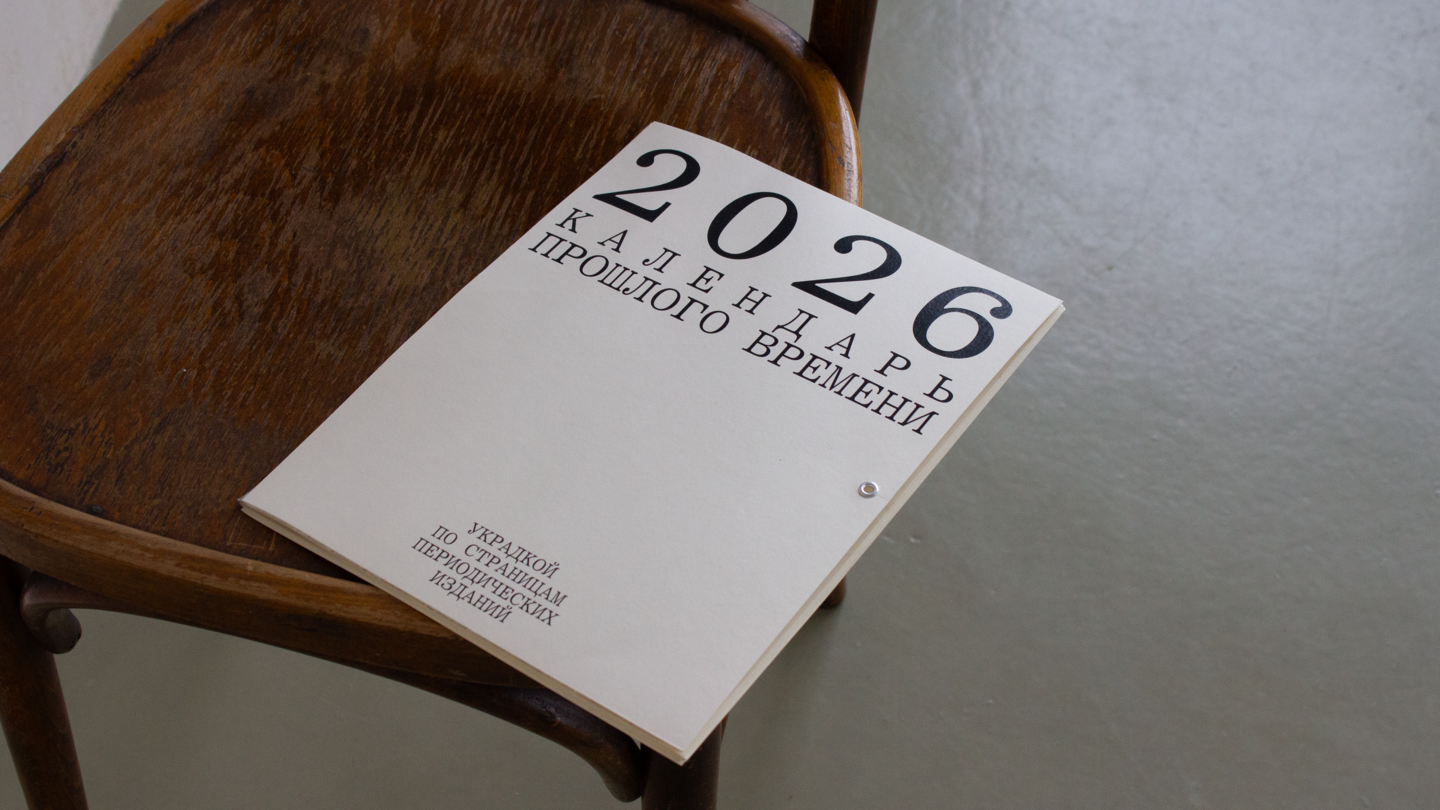 2026
КАЛЕНДАРЬ
ПРОШЛОГО ВРЕМЕНИ
УКРАДКОЙ
ПО СТРАНИЦАМ
ПЕРИОДИЧЕСКИХ
ИЗДАНИЙ